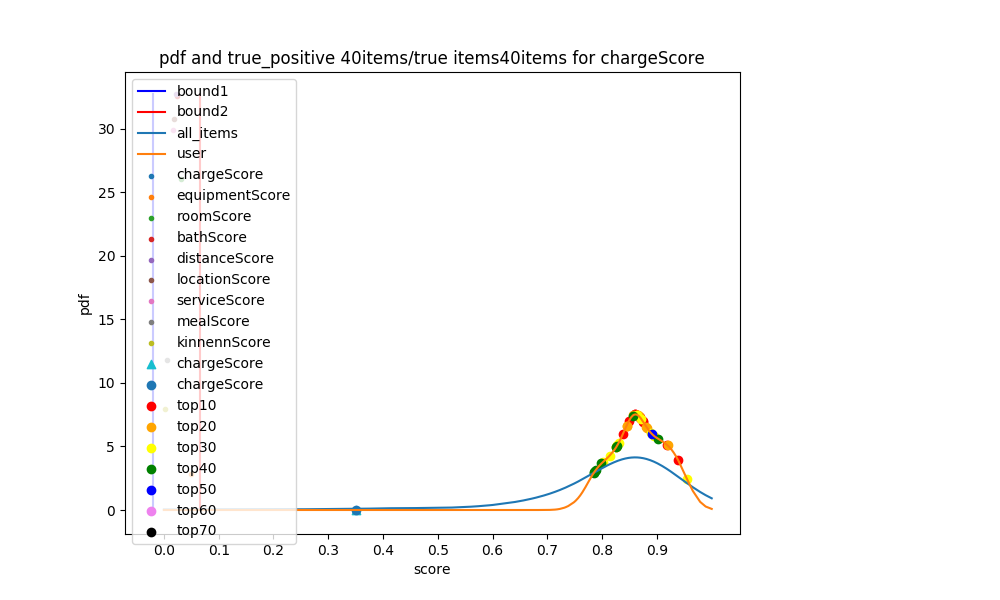 pdf and true_positive 40items/true items40items for chargeScore
bound1
bound2
all_items
user
chargeScore
equipmentScore
roomScore
bathScore
distanceScore
locationScore
serviceScore
mealScore
kinnennScore
chargeScore
chargeScore
top10
top20
top30
top40
top50
top60
top70
pdf
30
25
20
15
10
5
0
0.0 0.1 0.2 0.3 0.4 0.5 0.6 0.7 0.8 0.9
score